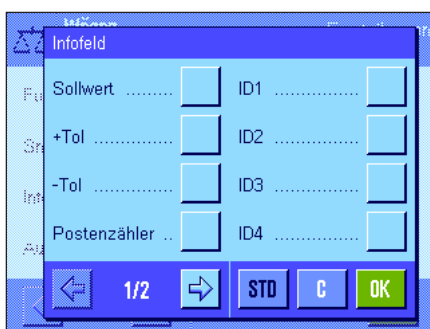 Infofeld
Sollwert ......... ID1 ...............
+Tol .............. ID2 ...............
-Tol .............. ID3 ...............
Postenzähler .. ID4 ...............
1/2 STD C OK